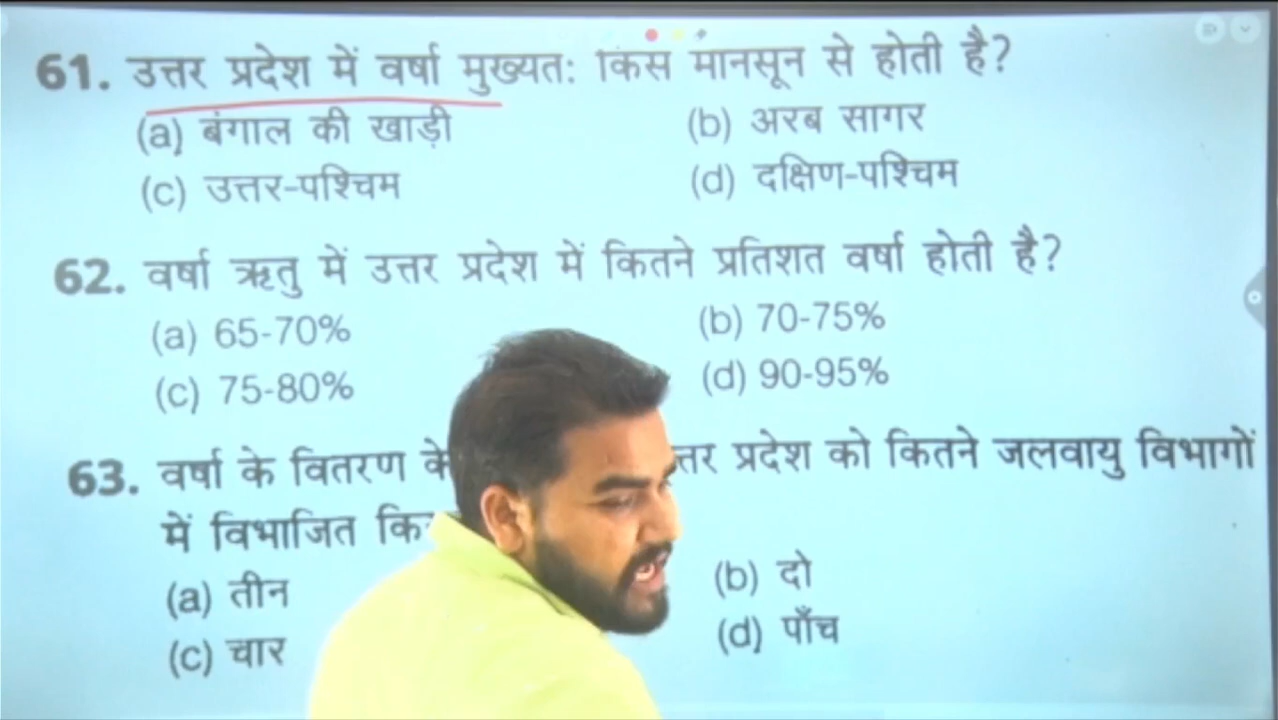 61. उत्तर प्रदेश में वर्षा मुख्यत: किस मानसून से होती है?
(a) बंगाल की खाड़ी (b) अरब सागर
(c) उत्तर-पश्चिम (d) दक्षिण-पश्चिम
62. वर्षा ऋतु में उत्तर प्रदेश में कितने प्रतिशत वर्षा होती है?
(a) 65-70% (b) 70-75%
(c) 75-80% (d) 90-95%
63. वर्षा के वितरण के प्रदेश को कितने जलवायु विभागों
में विभाजित
(a) तीन (b) दो
(c) चार (d) पाँच